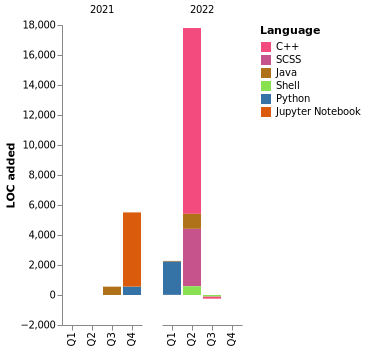 2021 2022
Language
C++
SCSS
Java
Shell
Python
Jupyter Notebook
LOC added
18,000
16,000
14,000
12,000
10,000
8,000
6,000
4,000
2,000
0
−2,000
Q1 Q2 Q3 Q4 Q1 Q2 Q3 Q4